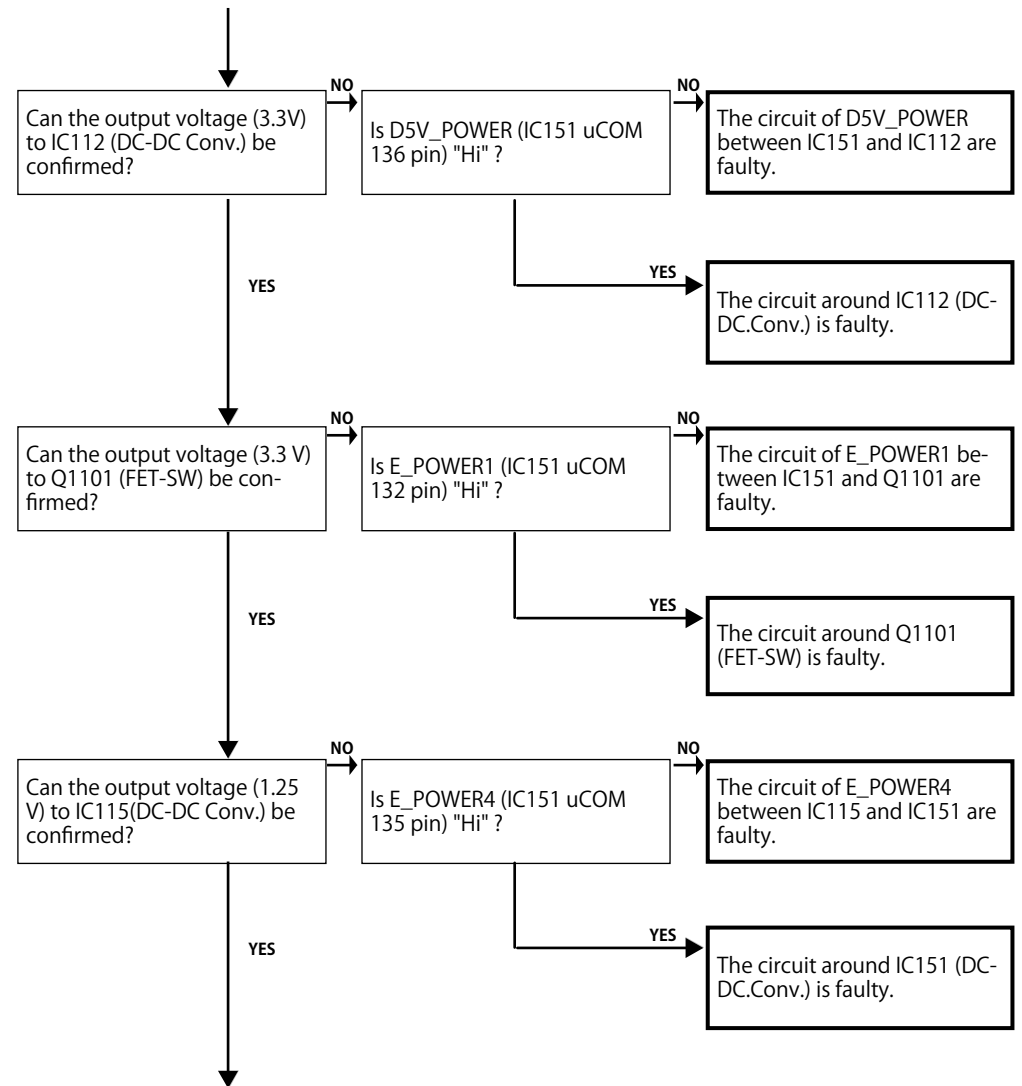 NO
NO
Can the output voltage (3.3V)
to IC112 (DC-DC Conv.) be
confirmed?
Is D5V_POWER (IC151 uCOM
136 pin) "Hi" ?
The circuit of D5V_POWER
between IC151 and IC112 are
faulty.
YES
YES
The circuit around IC112 (DC-
DC.Conv.) is faulty.
NO
NO
Can the output voltage (3.3 V)
to Q1101 (FET-SW) be con-
firmed?
Is E_POWER1 (IC151 uCOM
132 pin) "Hi" ?
The circuit of E_POWER1 be-
tween IC151 and Q1101 are
faulty.
YES
YES
The circuit around Q1101
(FET-SW) is faulty.
NO
NO
Can the output voltage (1.25
V) to IC115(DC-DC Conv.) be
confirmed?
Is E_POWER4 (IC151 uCOM
135 pin) "Hi" ?
The circuit of E_POWER4
between IC115 and IC151 are
faulty.
YES
YES
The circuit around IC151 (DC-
DC.Conv.) is faulty.